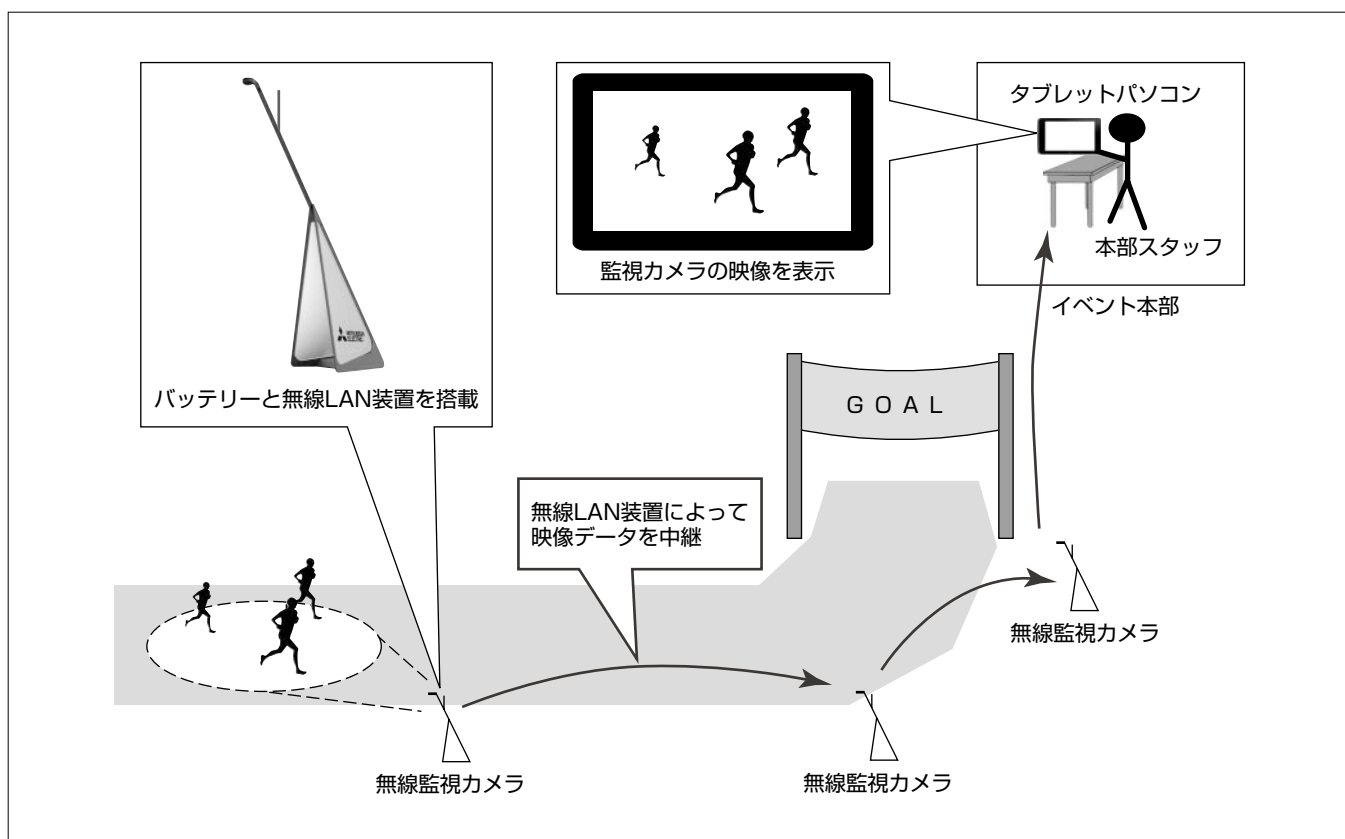 タブレットパソコン
本部スタッフ
イベント本部
監視カメラの映像を表示
MITSUBISHI
ELECTRIC
バッテリーと無線LAN装置を搭載
GOAL
無線LAN装置によって
映像データを中継
無線監視カメラ
無線監視カメラ
無線監視カメラ